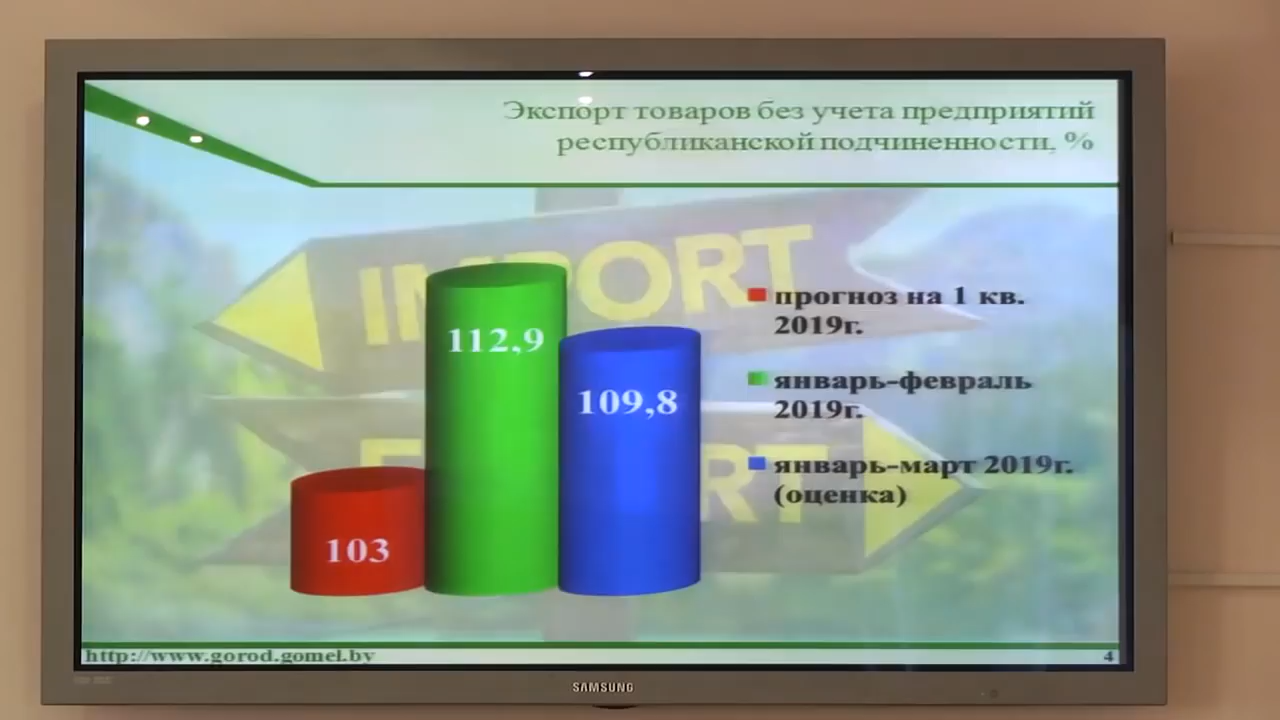 Экспорт товаров без учета предприятий
республиканской подчиненности, %
IMPORT
112,9
109,8
103
прогноз на 1 кв.
2019г.
январь-февраль
2019г.
январь-март 2019г.
(оценка)
http://www.gorod.gomel.by
4
SAMSUNG